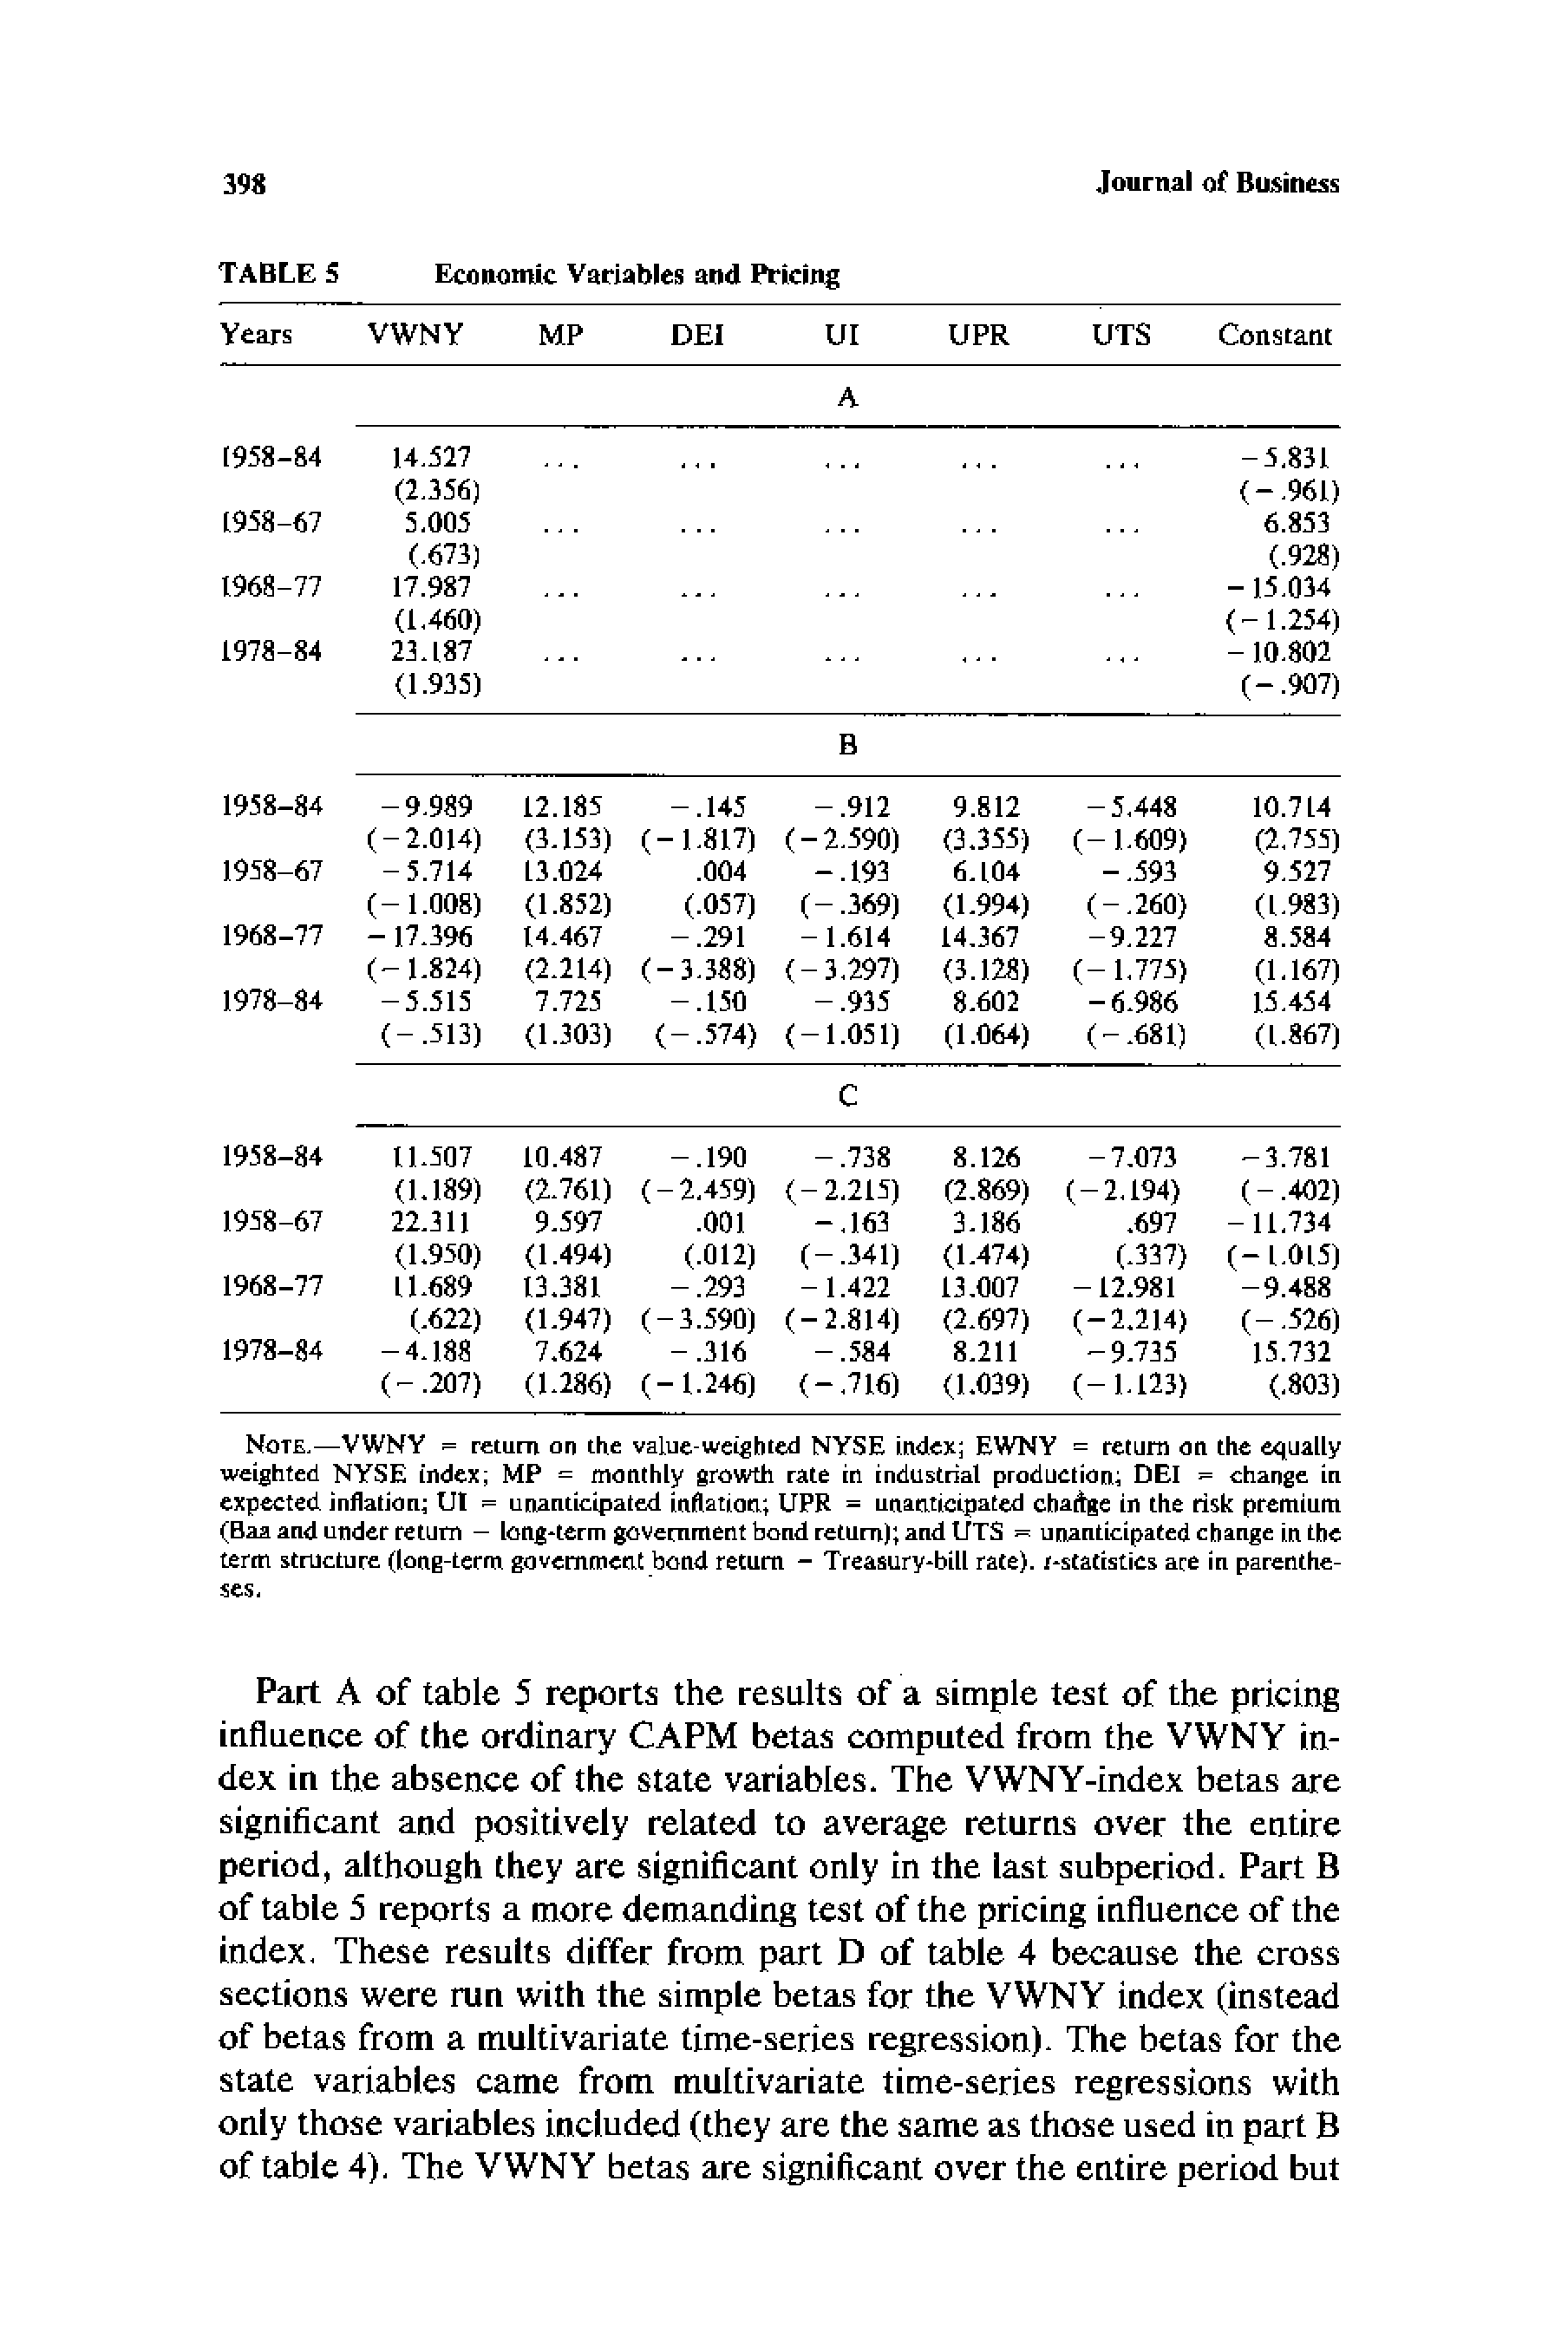 398 Journal of Business
TABLE 5 Economic Variables and Pricing
Years VWNY MP DEI UI UPR UTS Constant
A
1958–84 14.527 ... ... ... ... ... −5.831
(2.356) (−.961)
1958–67 5.005 ... ... ... ... ... 6.853
(.673) (.928)
1968–77 17.987 ... ... ... ... ... −15.034
(1.460) (−1.254)
1978–84 23.187 ... ... ... ... ... −10.802
(1.935) (−.907)
B
1958–84 −9.989 12.185 −.145 −.912 9.812 −5.448 10.714
(−2.014) (3.153) (−1.817) (−2.590) (3.355) (−1.609) (2.755)
1958–67 −5.714 13.024 .004 −.193 6.104 −.593 9.527
(−1.008) (1.852) (.057) (−.369) (1.994) (−.260) (1.983)
1968–77 −17.396 14.467 −.291 −1.614 14.367 −9.227 8.584
(−1.824) (2.214) (−3.388) (−3.297) (3.128) (−1.775) (1.167)
1978–84 −5.515 7.725 −.150 −.935 8.602 −6.986 15.454
(−.513) (1.303) (−.574) (−1.051) (1.064) (−.681) (1.867)
C
1958–84 11.507 10.487 −.190 −.738 8.126 −7.073 −3.781
(1.189) (2.761) (−2.459) (−2.215) (2.869) (−2.194) (−.402)
1958–67 22.311 9.597 .001 −.163 3.186 .697 −11.734
(1.950) (1.494) (.012) (−.341) (1.474) (.337) (−1.015)
1968–77 11.689 13.381 −.293 −1.422 13.007 −12.981 −9.488
(.622) (1.947) (−3.590) (−2.814) (2.697) (−2.214) (−.526)
1978–84 −4.188 7.624 −.316 −.584 8.211 −9.735 15.732
(−.207) (1.286) (−1.246) (−.716) (1.039) (−1.123) (.803)
NOTE.—VWNY = return on the value-weighted NYSE index; EWNY = return on the equally
weighted NYSE index; MP = monthly growth rate in industrial production; DEI = change in
expected inflation; UI = unanticipated inflation; UPR = unanticipated change in the risk premium
(Baa and under return − long-term government bond return); and UTS = unanticipated change in the
term structure (long-term government bond return − Treasury-bill rate). t-statistics are in parenthe-
ses.
Part A of table 5 reports the results of a simple test of the pricing
influence of the ordinary CAPM betas computed from the VWNY in-
dex in the absence of the state variables. The VWNY-index betas are
significant and positively related to average returns over the entire
period, although they are significant only in the last subperiod. Part B
of table 5 reports a more demanding test of the pricing influence of the
index. These results differ from part D of table 4 because the cross
sections were run with the simple betas for the VWNY index (instead
of betas from a multivariate time-series regression). The betas for the
state variables came from multivariate time-series regressions with
only those variables included (they are the same as those used in part B
of table 4). The VWNY betas are significant over the entire period but